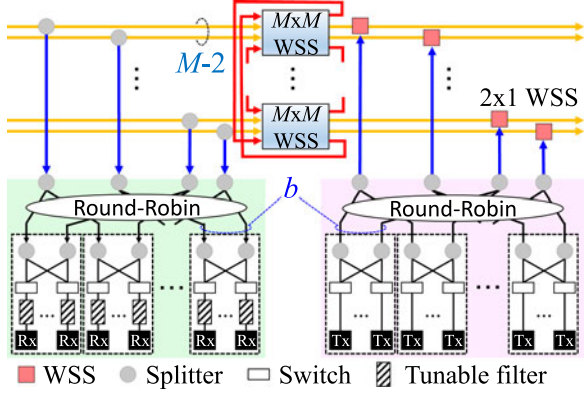 MxM
WSS
M-2
...
...
...
MxM
WSS
2x1 WSS
b
Round-Robin
Round-Robin
... ... ... ...
... ... ... ...
Rx Rx Rx Rx Rx Rx
Tx Tx Tx Tx Tx Tx
WSS Splitter Switch Tunable filter